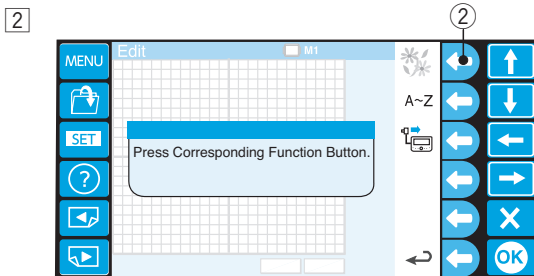 2
②
MENU
Edit
M1
A~Z
SET
Press Corresponding Function Button.
?
OK